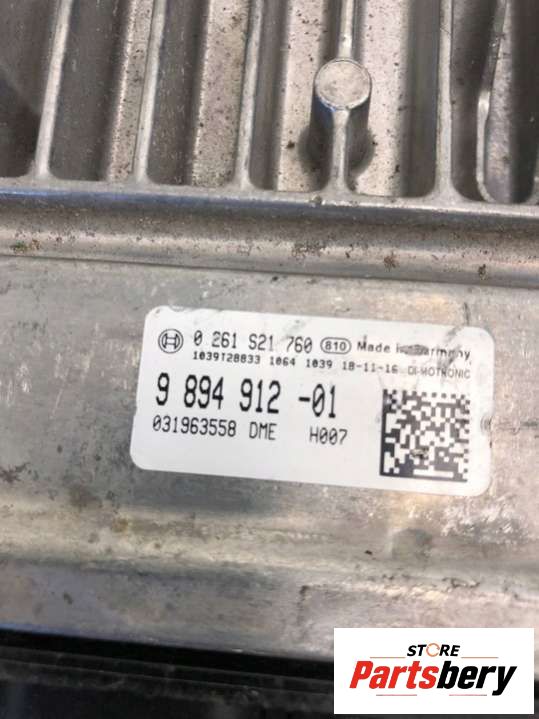 0 261 S21 760 810 Made in Germany
1039T28833 1064 1039 18-11-16 DI-MOTRONIC
9 894 912 -01
031963558 DME H007
STORE
Partsbery